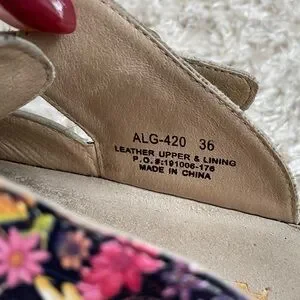 ALG-420 36
LEATHER UPPER & LINING
P.O.#:191006-176
MADE IN CHINA